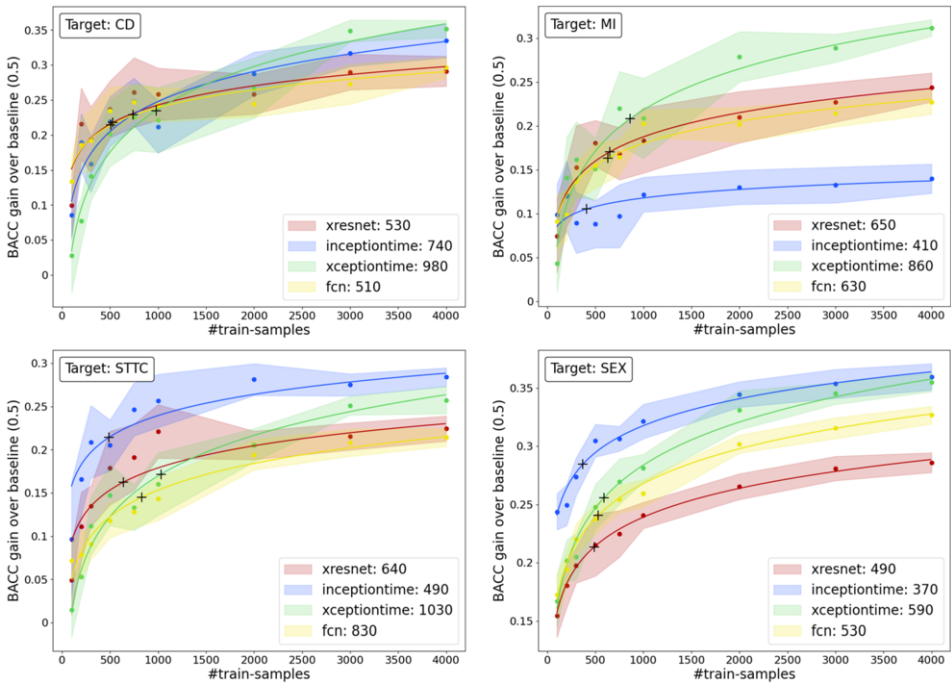 Target: CD
BACC gain over baseline (0.5)
0.35
0.3
0.25
0.2
0.15
0.1
0.05
0
xresnet: 530
inceptiontime: 740
xceptiontime: 980
fcn: 510
0 500 1000 1500 2000 2500 3000 3500 4000
#train-samples
Target: MI
BACC gain over baseline (0.5)
0.3
0.25
0.2
0.15
0.1
0.05
0
xresnet: 650
inceptiontime: 410
xceptiontime: 860
fcn: 630
0 500 1000 1500 2000 2500 3000 3500 4000
#train-samples
Target: STTC
BACC gain over baseline (0.5)
0.3
0.25
0.2
0.15
0.1
0.05
0
xresnet: 640
inceptiontime: 490
xceptiontime: 1030
fcn: 830
0 500 1000 1500 2000 2500 3000 3500 4000
#train-samples
Target: SEX
BACC gain over baseline (0.5)
0.35
0.3
0.25
0.2
0.15
xresnet: 490
inceptiontime: 370
xceptiontime: 590
fcn: 530
0 500 1000 1500 2000 2500 3000 3500 4000
#train-samples